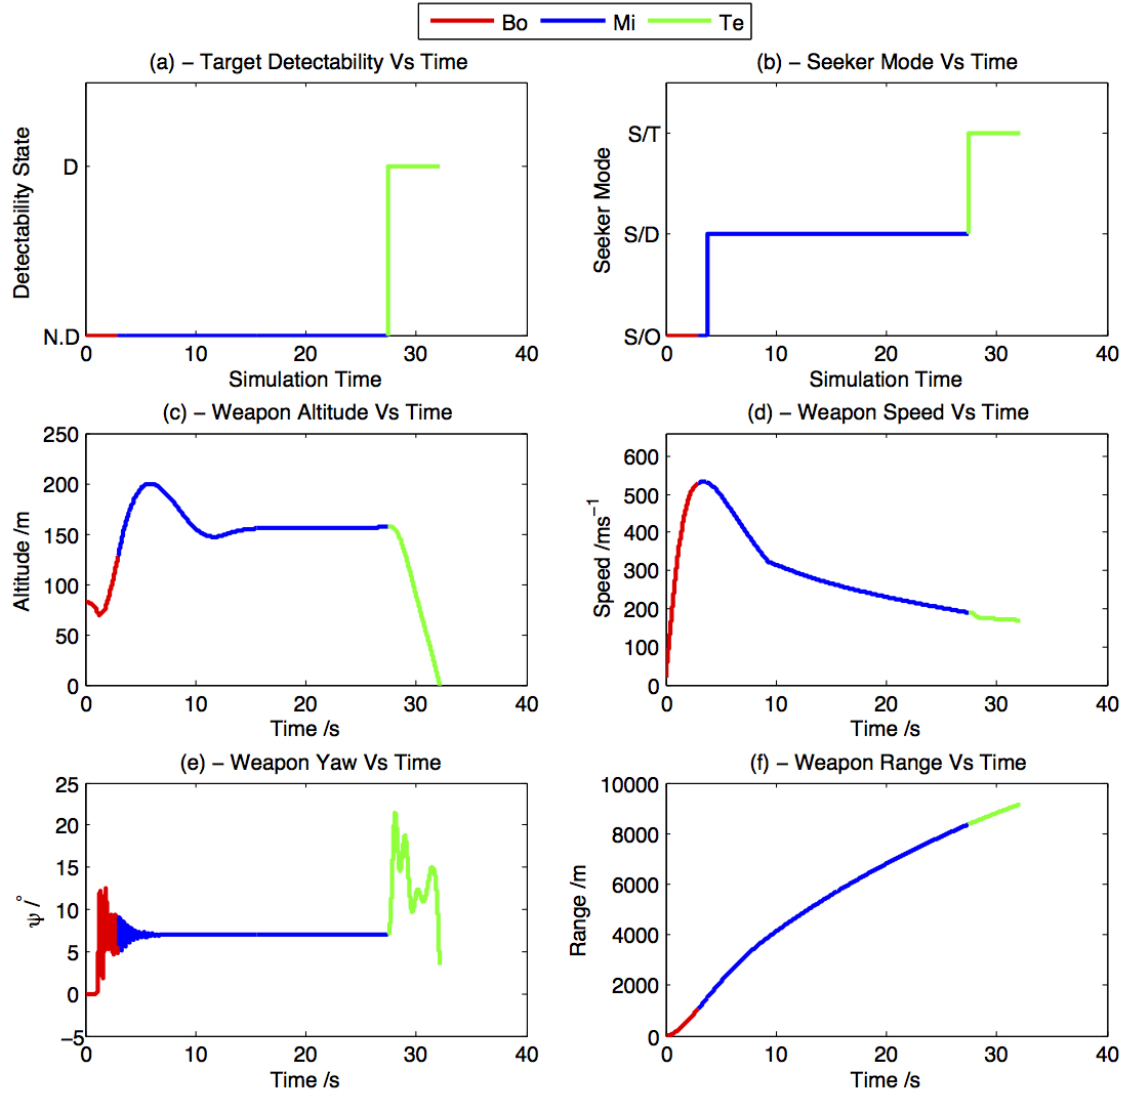 Bo Mi Te
(a) – Target Detectability Vs Time
Detectability State
D
N.D
0 10 20 30 40
Simulation Time
(b) – Seeker Mode Vs Time
Seeker Mode
S/T
S/D
S/O
0 10 20 30 40
Simulation Time
(c) – Weapon Altitude Vs Time
Altitude /m
250
200
150
100
50
0
0 10 20 30 40
Time /s
(d) – Weapon Speed Vs Time
Speed /ms⁻¹
600
500
400
300
200
100
0
0 10 20 30 40
Time /s
(e) – Weapon Yaw Vs Time
ψ /°
25
20
15
10
5
0
−5
0 10 20 30 40
Time /s
(f) – Weapon Range Vs Time
Range /m
10000
8000
6000
4000
2000
0
0 10 20 30 40
Time /s